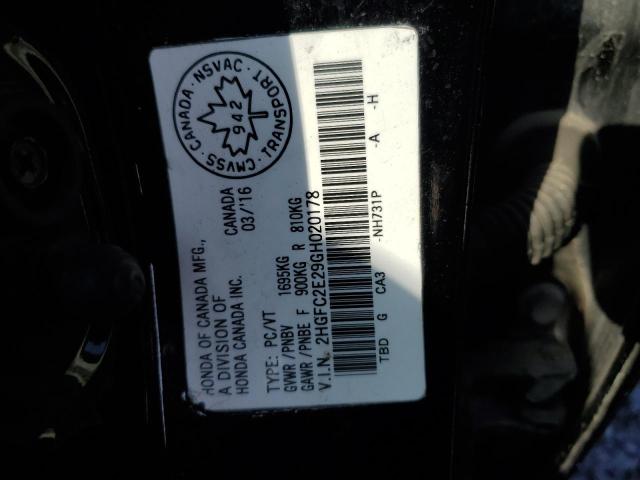 HONDA OF CANADA MFG.,
A DIVISION OF
HONDA CANADA INC.
CANADA
03/'16
CMVSS · CANADA · NSVAC · TRANSPORT
942
TYPE: PC/VT
GVWR /PNBV 1695KG
GAWR /PNBE F 900KG R 810KG
V.I.N. 2HGFC2E29GH020178
TBD G CA3 -NH731P -A -H